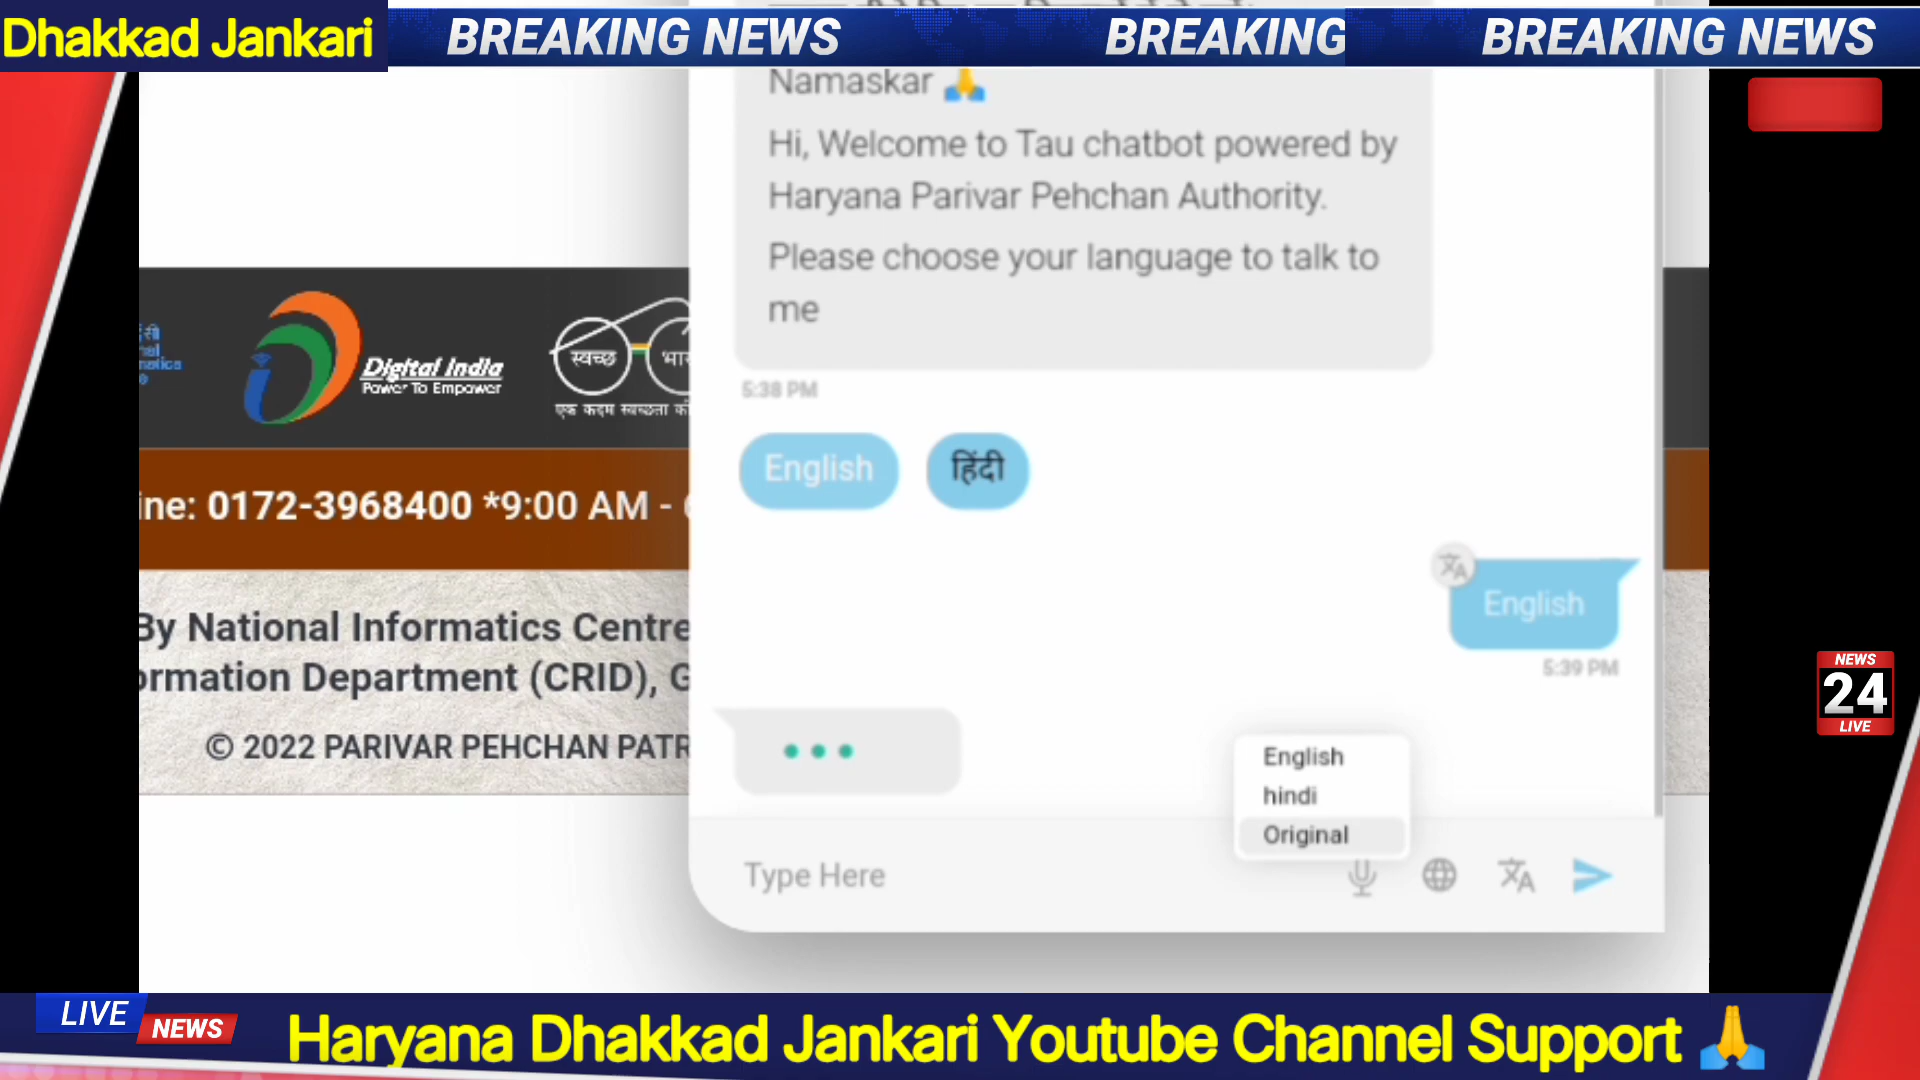 Dhakkad Jankari
BREAKING NEWS
BREAKING
BREAKING NEWS
Namaskar 🙏
Hi, Welcome to Tau chatbot powered by
Haryana Parivar Pehchan Authority.
Please choose your language to talk to
me
5:38 PM
English
हिंदी
English
5:39 PM
English
hindi
Original
Type Here
Digital India
Power To Empower
स्वच्छ
एक कदम स्वच्छता
ine: 0172-3968400 *9:00 AM -
By National Informatics Centre
ormation Department (CRID), G
© 2022 PARIVAR PEHCHAN PATR
NEWS
24
LIVE
LIVE
NEWS
Haryana Dhakkad Jankari Youtube Channel Support 🙏